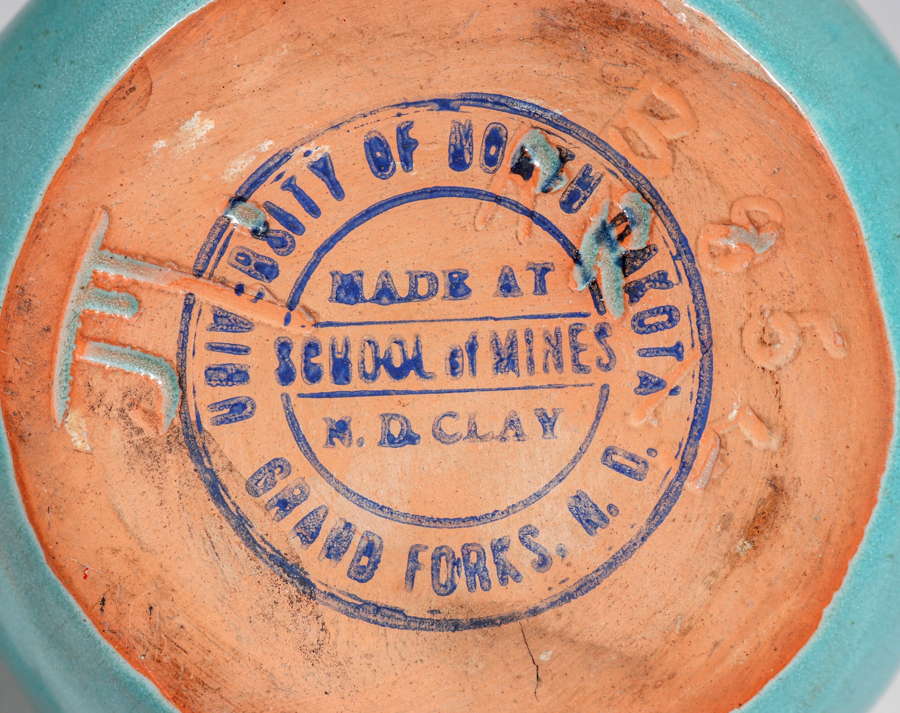 UNIVERSITY OF NORTH DAKOTA
MADE AT
SCHOOL of MINES
N. D. CLAY
GRAND FORKS, N. D.